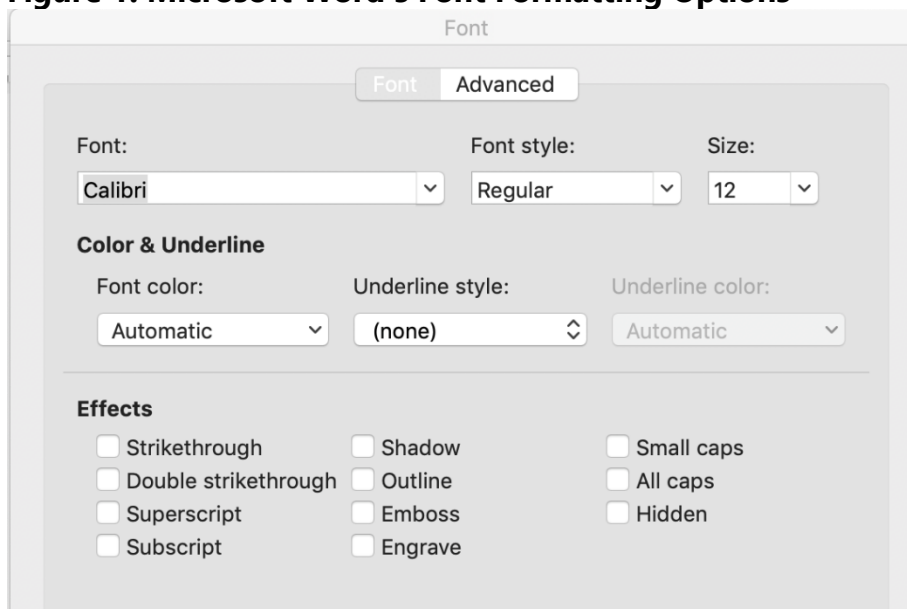 Figure 1. Microsoft Word's Font Formatting Options
Font
Font Advanced
Font: Font style: Size:
Calibri Regular 12
Color & Underline
Font color: Underline style: Underline color:
Automatic (none) Automatic
Effects
Strikethrough Shadow Small caps
Double strikethrough Outline All caps
Superscript Emboss Hidden
Subscript Engrave